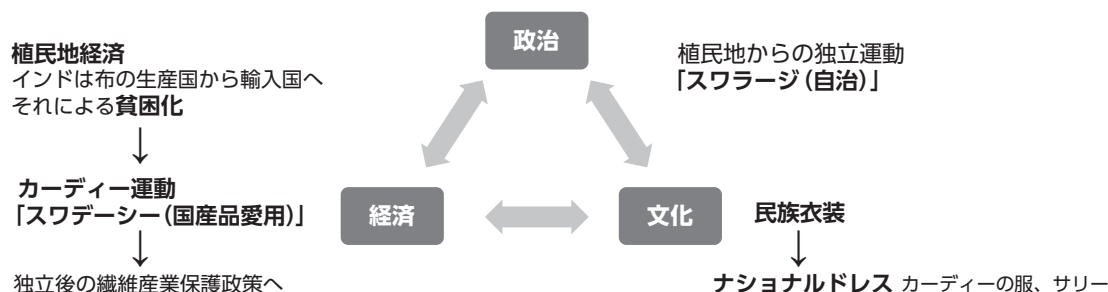 政治
植民地経済
インドは布の生産国から輸入国へ
それによる貧困化
植民地からの独立運動
「スワラージ（自治）」
カーディー運動
「スワデーシー（国産品愛用）」
経済
文化
民族衣装
独立後の繊維産業保護政策へ
ナショナルドレス カーディーの服、サリー